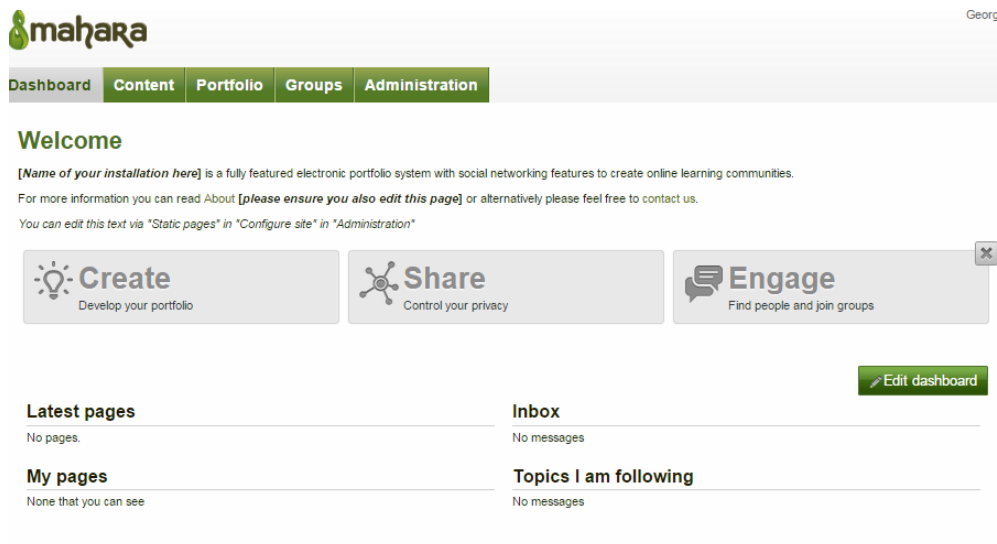 mahara
Georg
Dashboard Content Portfolio Groups Administration
Welcome
[Name of your installation here] is a fully featured electronic portfolio system with social networking features to create online learning communities.
For more information you can read About [please ensure you also edit this page] or alternatively please feel free to contact us.
You can edit this text via "Static pages" in "Configure site" in "Administration"
Create
Develop your portfolio
Share
Control your privacy
Engage
Find people and join groups
Edit dashboard
Latest pages
No pages.
Inbox
No messages
My pages
None that you can see
Topics I am following
No messages